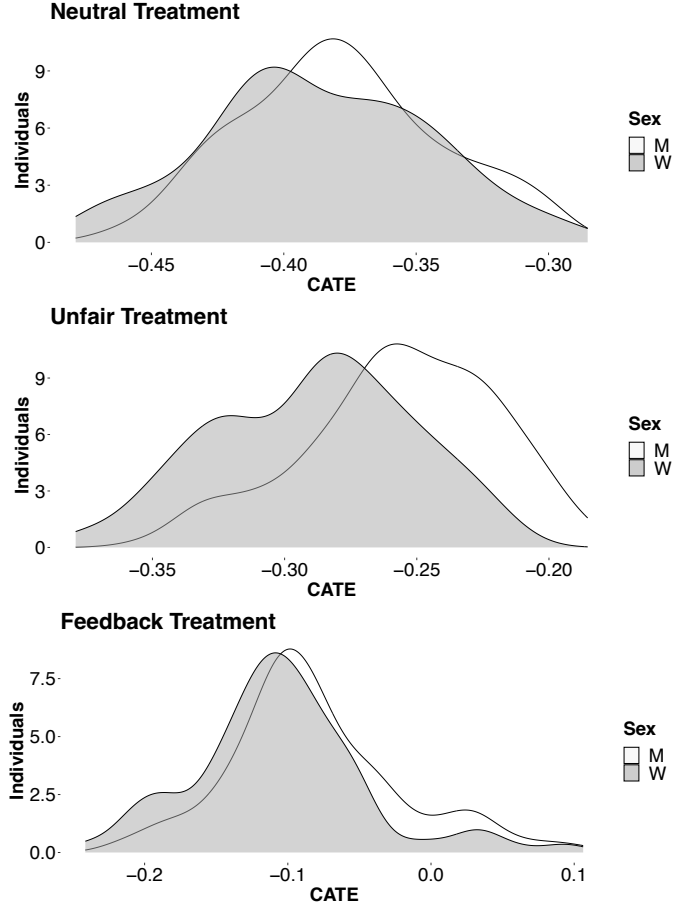 Neutral Treatment
9
6
3
0
Individuals
−0.45 −0.40 −0.35 −0.30
CATE
Sex
M
W
Unfair Treatment
9
6
3
0
Individuals
−0.35 −0.30 −0.25 −0.20
CATE
Sex
M
W
Feedback Treatment
7.5
5.0
2.5
0.0
Individuals
−0.2 −0.1 0.0 0.1
CATE
Sex
M
W